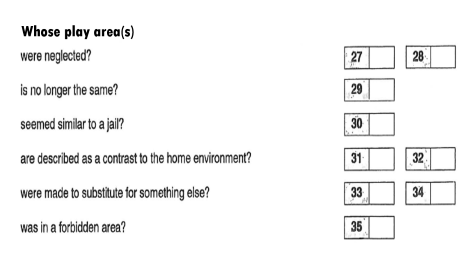 Whose play area(s)
were neglected? 27 28
is no longer the same? 29
seemed similar to a jail? 30
are described as a contrast to the home environment? 31 32
were made to substitute for something else? 33 34
was in a forbidden area? 35